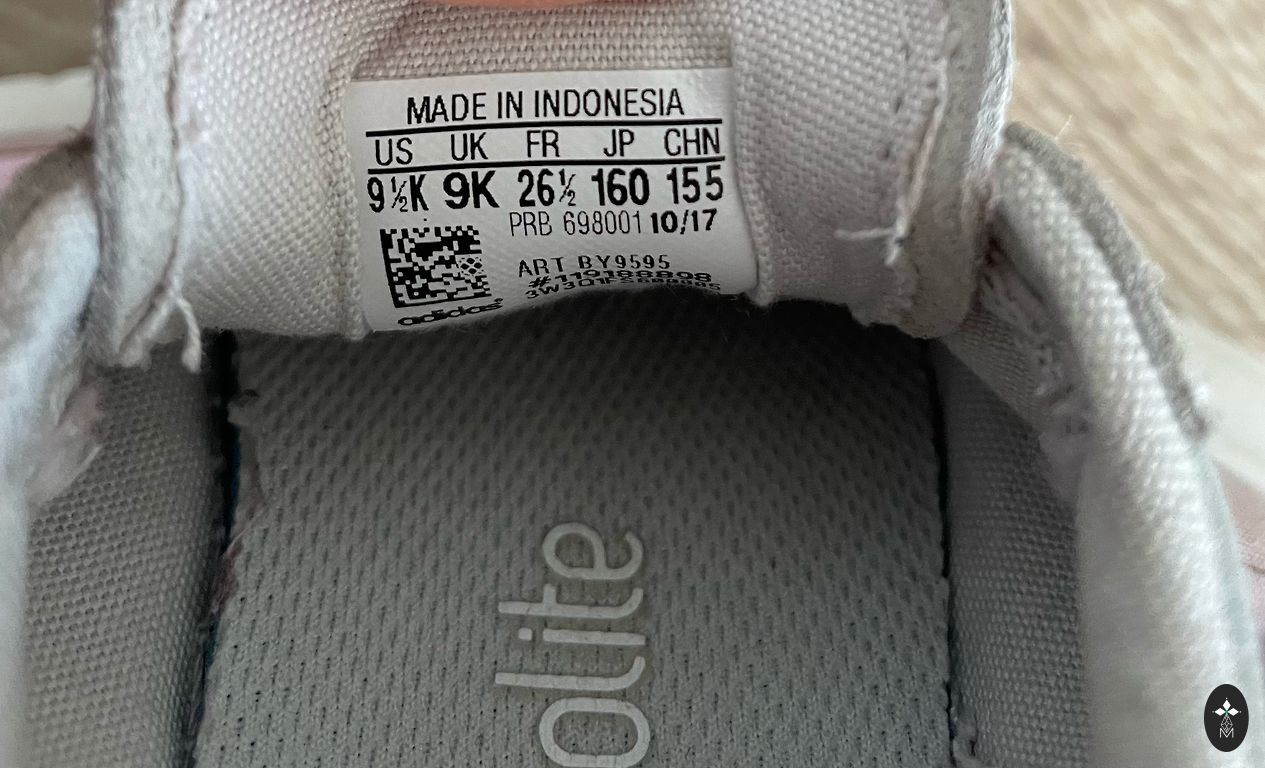 MADE IN INDONESIA
US UK FR JP CHN
9½K 9K 26½ 160 155
PRB 698001 10/17
ART BY9595
#119188898
adidas®
olite
M